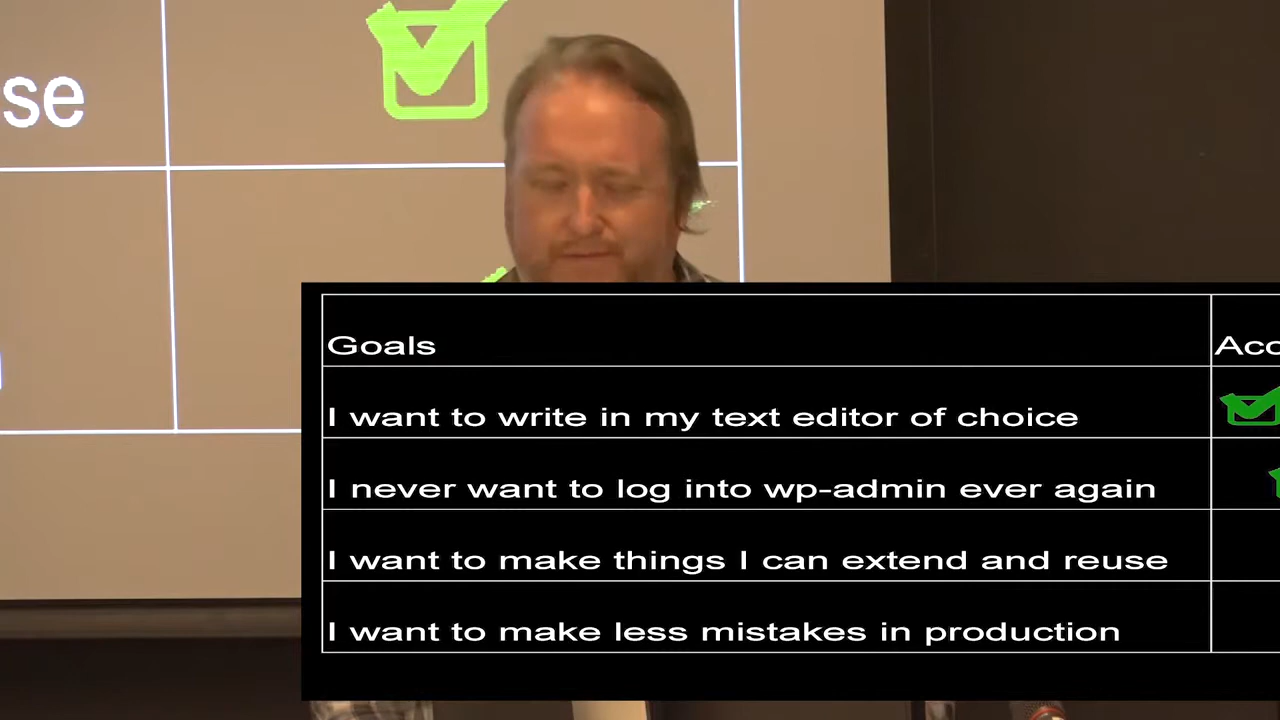 se
Goals
Acc
I want to write in my text editor of choice
I never want to log into wp-admin ever again
I want to make things I can extend and reuse
I want to make less mistakes in production